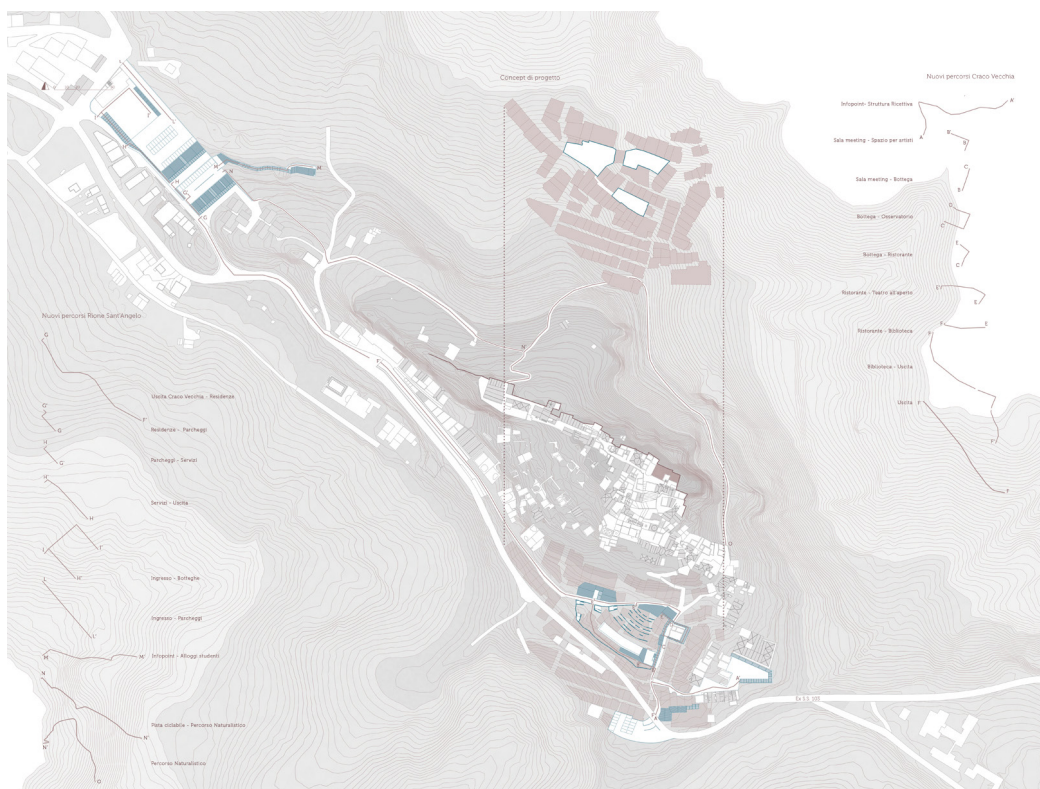 Concept di progetto
Nuovi percorsi Craco Vecchia
Infopoint- Struttura Ricettiva
A'
A
Sala meeting - Spazio per artisti
B
Sala meeting - Bottega
C
B
Bottega - Osservatorio
D
C
Bottega - Ristorante
E
C
Ristorante - Teatro all'aperto
E
Ristorante - Biblioteca
E
Biblioteca - Uscita
F'
Uscita
F
Nuovi percorsi Rione Sant'Angelo
G
Uscita Craco Vecchia - Residenze
F'
G'
Residenze - Parcheggi
G
H
Parcheggi - Servizi
G'
H'
Servizi - Uscita
H
I
I'
Ingresso - Botteghe
H'
L
Ingresso - Parcheggi
L'
M
Infopoint - Alloggi studenti
M'
N
Pista ciclabile - Percorso Naturalistico
N'
N'
Percorso Naturalistico
O
H
M
G
N'
O
Ex S.S. 103